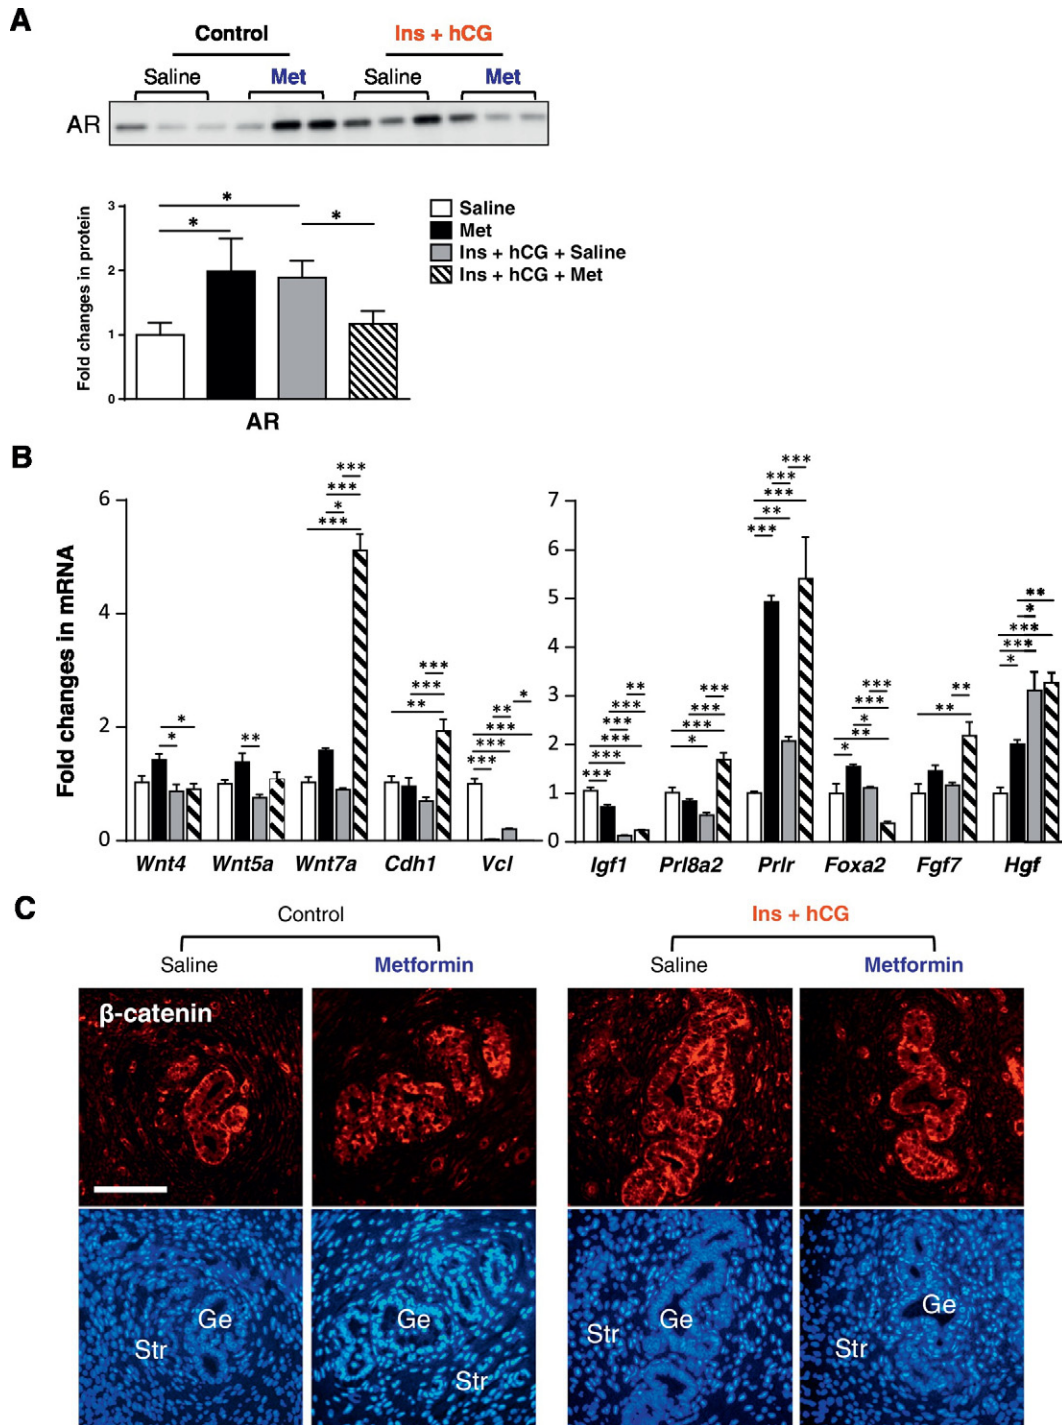 A
Control
Ins + hCG
Saline
Met
Saline
Met
AR
Fold changes in protein
3
2
1
0
*
*
*
AR
Saline
Met
Ins + hCG + Saline
Ins + hCG + Met
B
Fold changes in mRNA
6
4
2
0
*
*
**
***
***
*
***
***
***
**
*
**
***
***
***
Wnt4
Wnt5a
Wnt7a
Cdh1
Vcl
7
6
5
4
3
2
1
0
**
***
***
***
***
***
***
***
***
*
***
***
***
**
***
***
***
*
**
*
**
**
**
*
***
***
*
Igf1
Prl8a2
Prlr
Foxa2
Fgf7
Hgf
C
Control
Ins + hCG
Saline
Metformin
Saline
Metformin
β-catenin
Ge
Str
Ge
Str
Ge
Str
Ge
Str